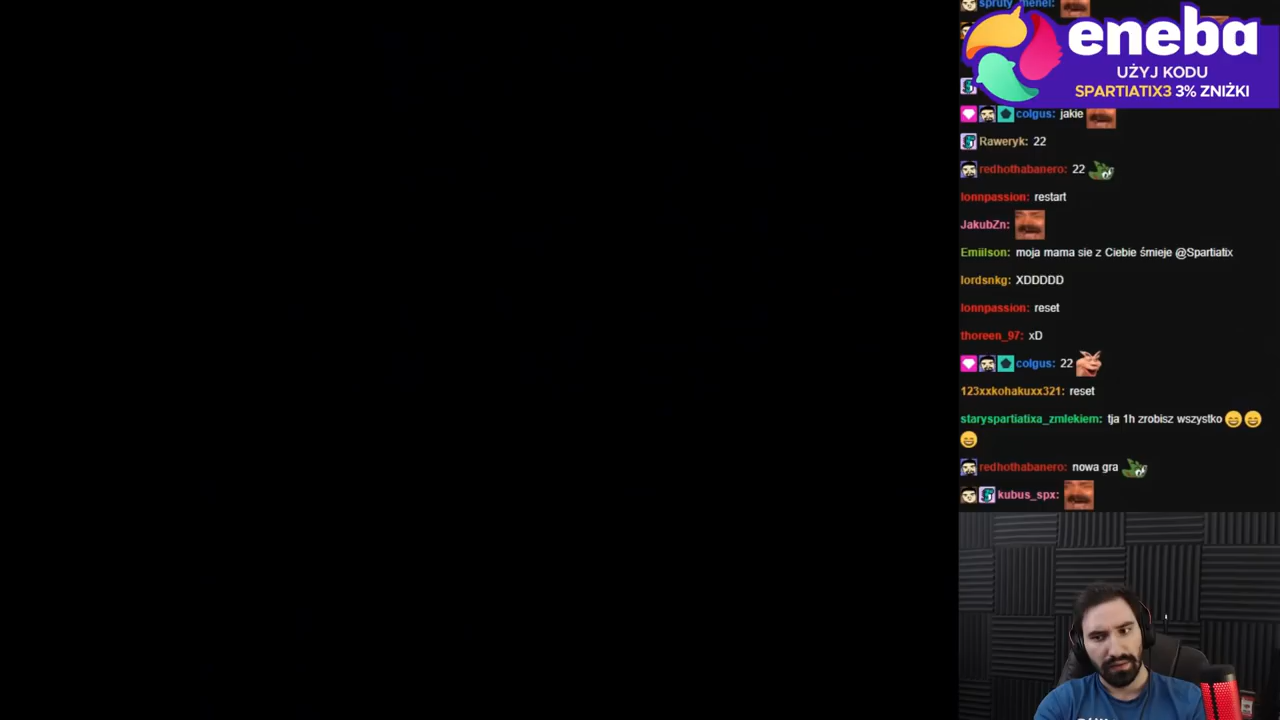 spruty_menel:
eneba
UŻYJ KODU
SPARTIATIX3 3% ZNIŻKI
colgus: jakie
Raweryk: 22
redhothabanero: 22
lonnpassion: restart
JakubZn:
Emiilson: moja mama sie z Ciebie śmieje @Spartiatix
lordsnkg: XDDDDD
lonnpassion: reset
thoreen_97: xD
colgus: 22
123xxkohakuxx321: reset
staryspartiatixa_zmlekiem: tja 1h zrobisz wszystko
redhothabanero: nowa gra
kubus_spx: